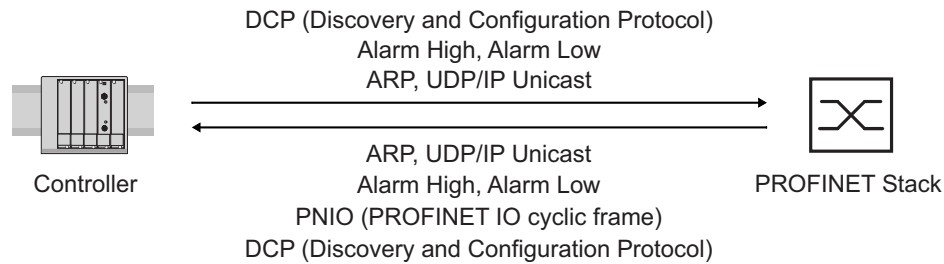 DCP (Discovery and Configuration Protocol)
Alarm High, Alarm Low
ARP, UDP/IP Unicast
ARP, UDP/IP Unicast
Controller
Alarm High, Alarm Low
PROFINET Stack
PNIO (PROFINET IO cyclic frame)
DCP (Discovery and Configuration Protocol)